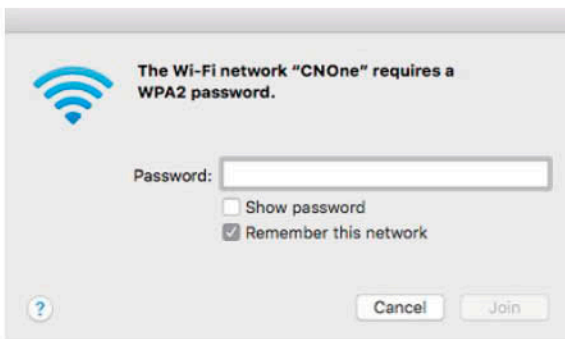 The Wi-Fi network “CNOne” requires a
WPA2 password.
Password:
Show password
Remember this network
?
Cancel
Join